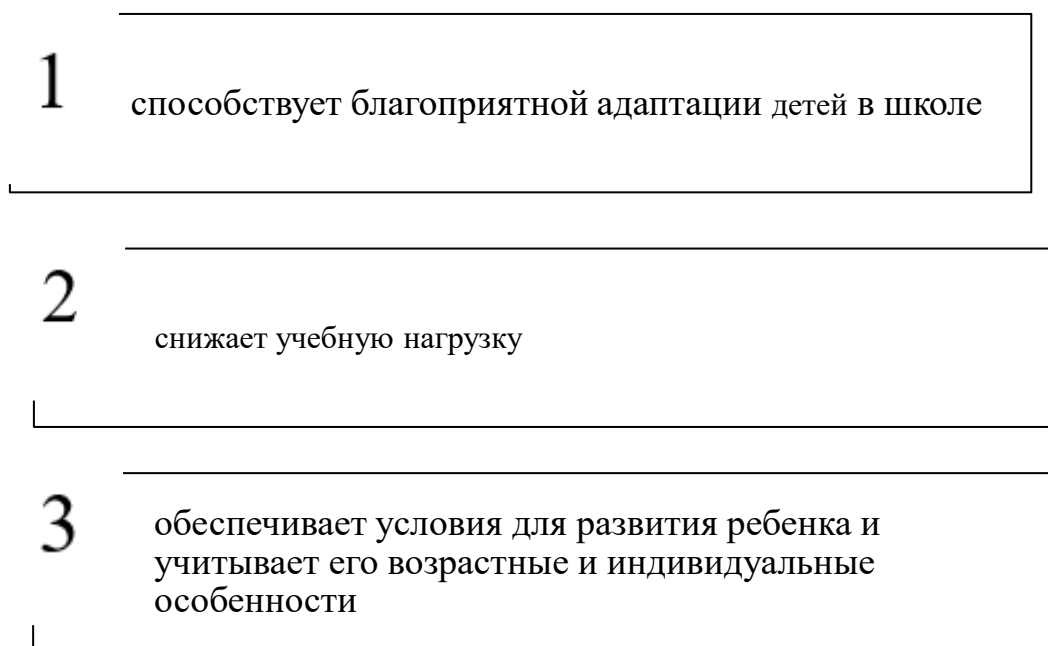 1
способствует благоприятной адаптации детей в школе
2
снижает учебную нагрузку
3
обеспечивает условия для развития ребенка и
учитывает его возрастные и индивидуальные
особенности